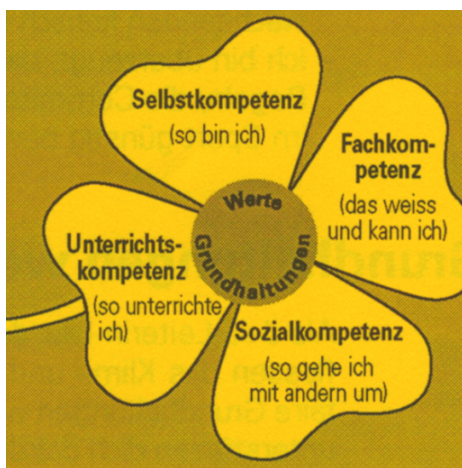 Selbstkompetenz
(so bin ich)
Fachkom-
petenz
(das weiss
und kann ich)
Werte
Grundhaltungen
Unterrichts-
kompetenz
(so unterrichte
ich)
Sozialkompetenz
(so gehe ich
mit andern um)